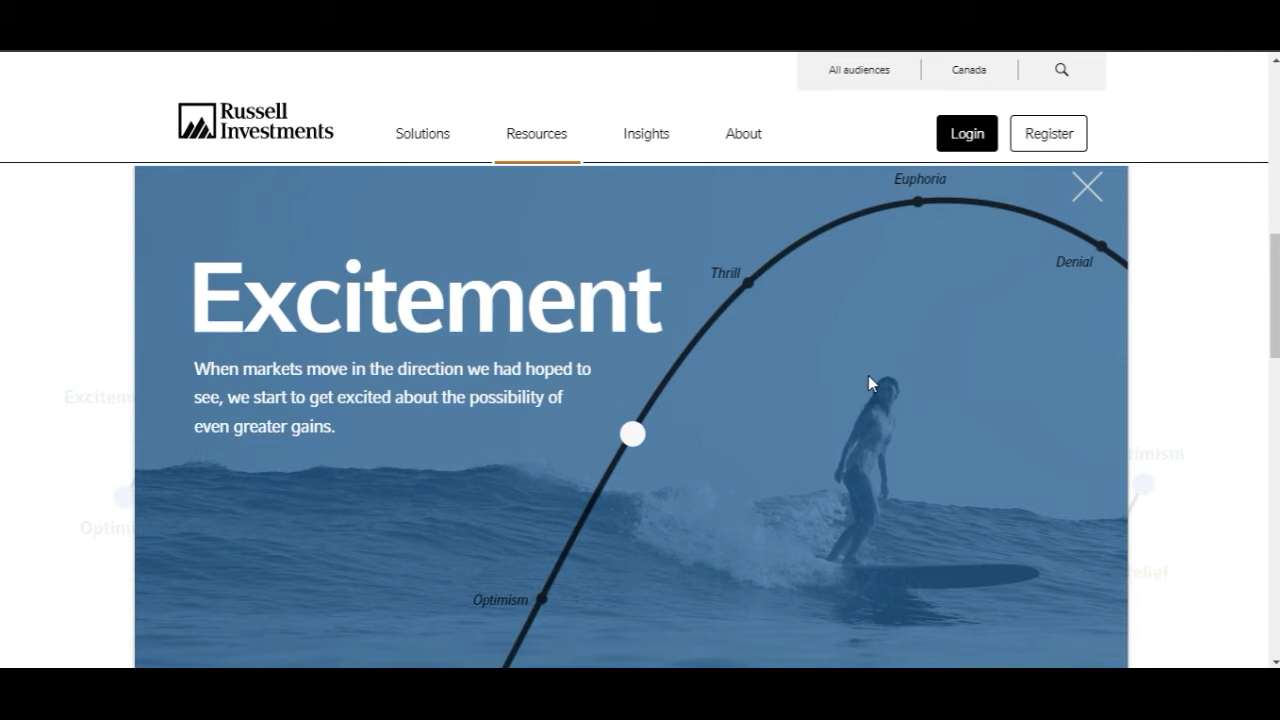 All audiences
Canada
Russell
Investments
Solutions
Resources
Insights
About
Login
Register
Euphoria
Thrill
Denial
Excitement
When markets move in the direction we had hoped to
see, we start to get excited about the possibility of
even greater gains.
Optimism